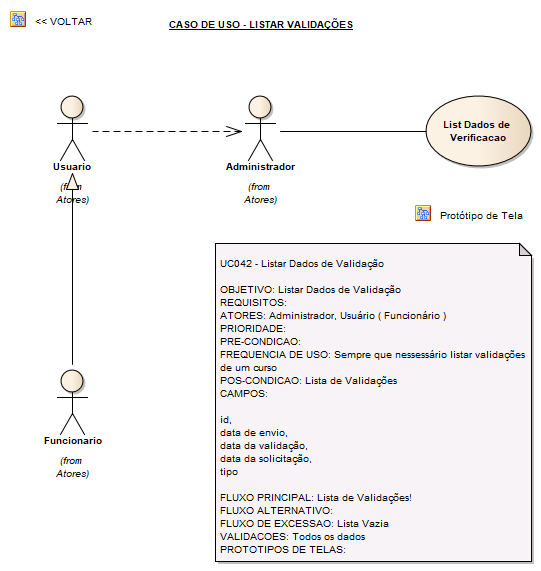 << VOLTAR
CASO DE USO - LISTAR VALIDAÇÕES
Usuario
(from
Atores)
Administrador
(from
Atores)
List Dados de
Verificacao
Protótipo de Tela
UC042 - Listar Dados de Validação
OBJETIVO: Listar Dados de Validação
REQUISITOS:
ATORES: Administrador, Usuário ( Funcionário )
PRIORIDADE:
PRE-CONDICAO:
FREQUENCIA DE USO: Sempre que nessessário listar validações
de um curso
POS-CONDICAO: Lista de Validações
CAMPOS:
id,
data de envio,
data da validação,
data da solicitação,
tipo
FLUXO PRINCIPAL: Lista de Validações!
FLUXO ALTERNATIVO:
FLUXO DE EXCESSAO: Lista Vazia
VALIDACOES: Todos os dados
PROTOTIPOS DE TELAS:
Funcionario
(from
Atores)